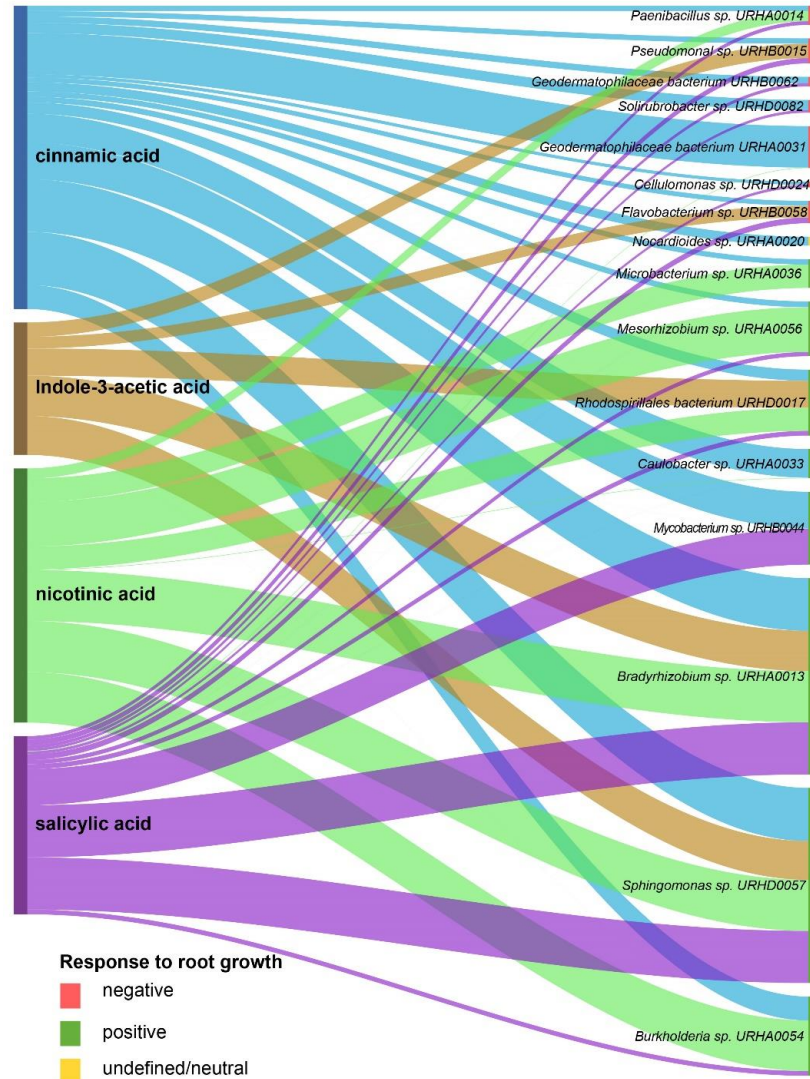 Paenibacillus sp. URHA0014
Pseudomonal sp. URHB0015
Geodermatophilaceae bacterium URHB0062
Solirubrobacter sp. URHD0082
Geodermatophilaceae bacterium URHA0031
cinnamic acid
Cellulomonas sp. URHD0024
Flavobacterium sp. URHB0058
Nocardioides sp. URHA0020
Microbacterium sp. URHA0036
Mesorhizobium sp. URHA0056
Indole-3-acetic acid
Rhodospirillales bacterium URHD0017
Caulobacter sp. URHA0033
Mycobacterium sp. URHB0044
nicotinic acid
Bradyrhizobium sp. URHA0013
salicylic acid
Sphingomonas sp. URHD0057
Response to root growth
negative
positive
Burkholderia sp. URHA0054
undefined/neutral